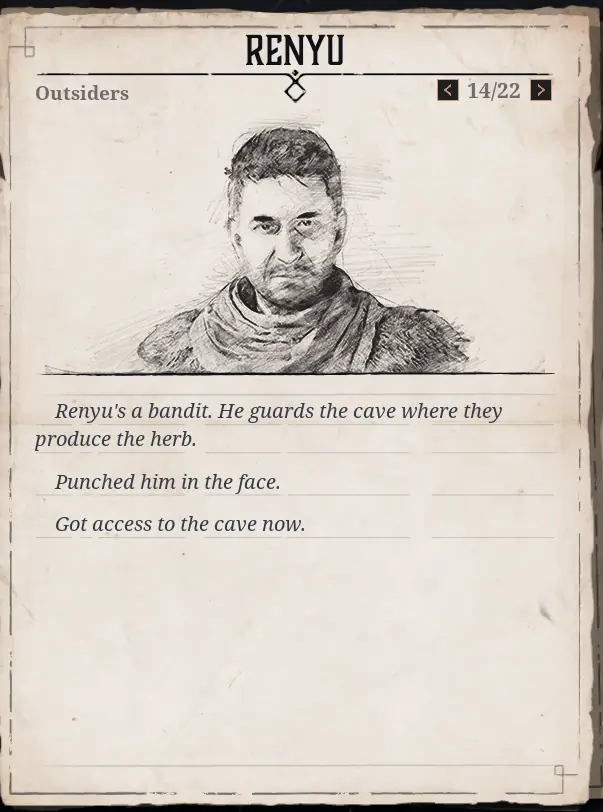 RENYU
Outsiders
< 14/22 >
Renyu's a bandit. He guards the cave where they
produce the herb.
Punched him in the face.
Got access to the cave now.